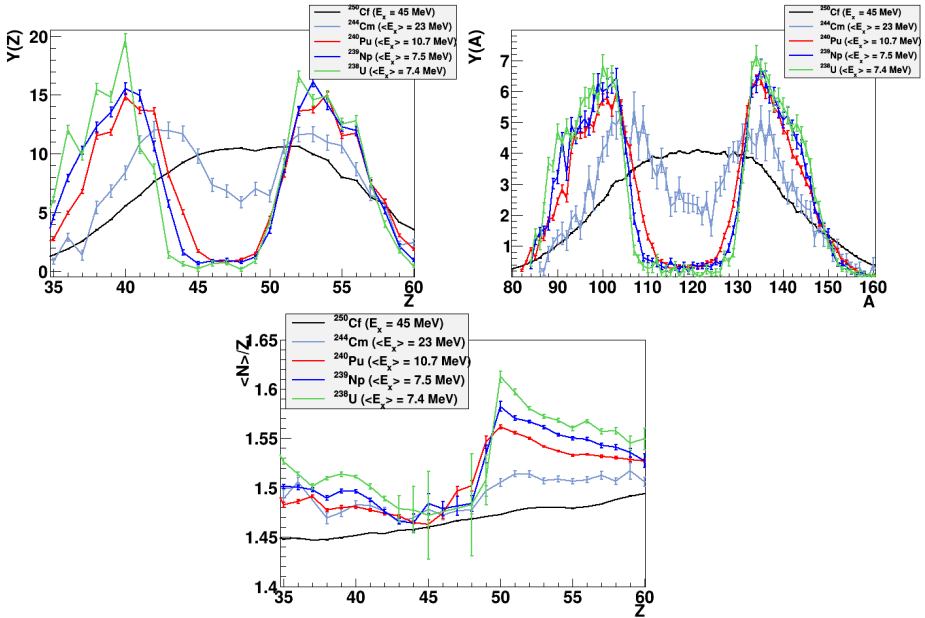 ²⁵⁰Cf (Eₓ = 45 MeV)
²⁴⁴Cm (<Eₓ> = 23 MeV)
²⁴⁰Pu (<Eₓ> = 10.7 MeV)
²³⁹Np (<Eₓ> = 7.5 MeV)
²³⁸U (<Eₓ> = 7.4 MeV)
Y(Z)
20
15
10
5
0
35 40 45 50 55 60
Z
²⁵⁰Cf (Eₓ = 45 MeV)
²⁴⁴Cm (<Eₓ> = 23 MeV)
²⁴⁰Pu (<Eₓ> = 10.7 MeV)
²³⁹Np (<Eₓ> = 7.5 MeV)
²³⁸U (<Eₓ> = 7.4 MeV)
Y(A)
7
6
5
4
3
2
1
80 90 100 110 120 130 140 150 160
A
²⁵⁰Cf (Eₓ = 45 MeV)
²⁴⁴Cm (<Eₓ> = 23 MeV)
²⁴⁰Pu (<Eₓ> = 10.7 MeV)
²³⁹Np (<Eₓ> = 7.5 MeV)
²³⁸U (<Eₓ> = 7.4 MeV)
<N>/Z
1.65
1.6
1.55
1.5
1.45
1.4
35 40 45 50 55 60
Z